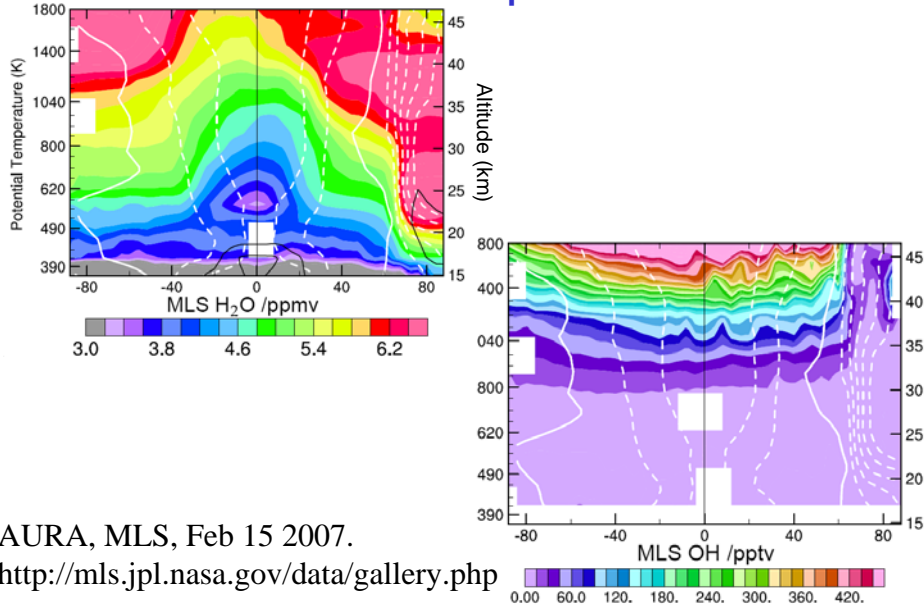 1800
1400
1040
800
620
490
390
Potential Temperature (K)
45
40
35
30
25
20
15
Altitude (km)
-80 -40 0 40 80
MLS H₂O /ppmv
3.0 3.8 4.6 5.4 6.2
800
400
040
800
620
490
390
45
40
35
30
25
20
15
-80 -40 0 40 80
MLS OH /pptv
0.00 60.0 120. 180. 240. 300. 360. 420.
AURA, MLS, Feb 15 2007.
http://mls.jpl.nasa.gov/data/gallery.php